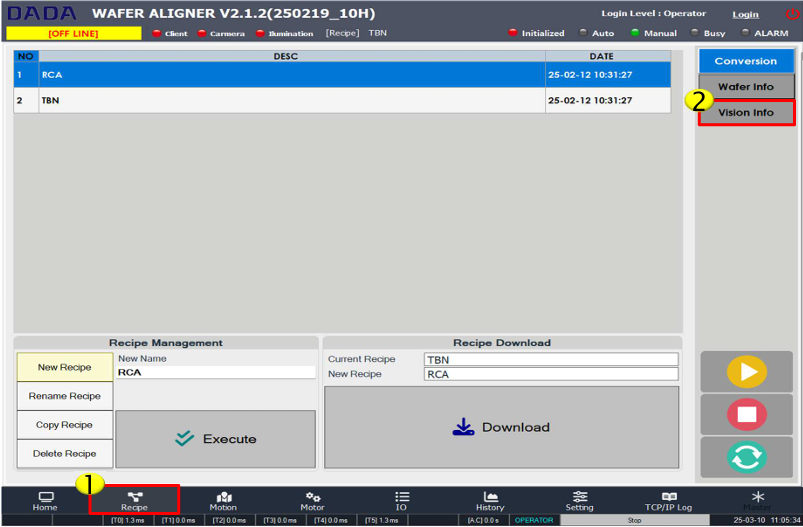 DADA WAFER ALIGNER V2.1.2(250219_10H) Login Level : Operator Login
[OFF LINE] Client Carmera Ilumination [Recipe] TBN Initialized Auto Manual Busy ALARM
NO DESC DATE
1 RCA 25-02-12 10:31:27
2 TBN 25-02-12 10:31:27
Conversion
Wafer Info
2
Vision Info
Recipe Management
New Recipe
Rename Recipe
Copy Recipe
Delete Recipe
New Name
RCA
Execute
Recipe Download
Current Recipe TBN
New Recipe RCA
Download
1
Home Recipe Motion Motor IO History Setting TCP/IP Log Master
[T0] 1.3 ms [T1] 0.0 ms [T2] 0.0 ms [T3] 0.0 ms [T4] 0.0 ms [T5] 1.3 ms [A.C] 0.0 s OPERATOR Stop 25-03-10 11:05:34